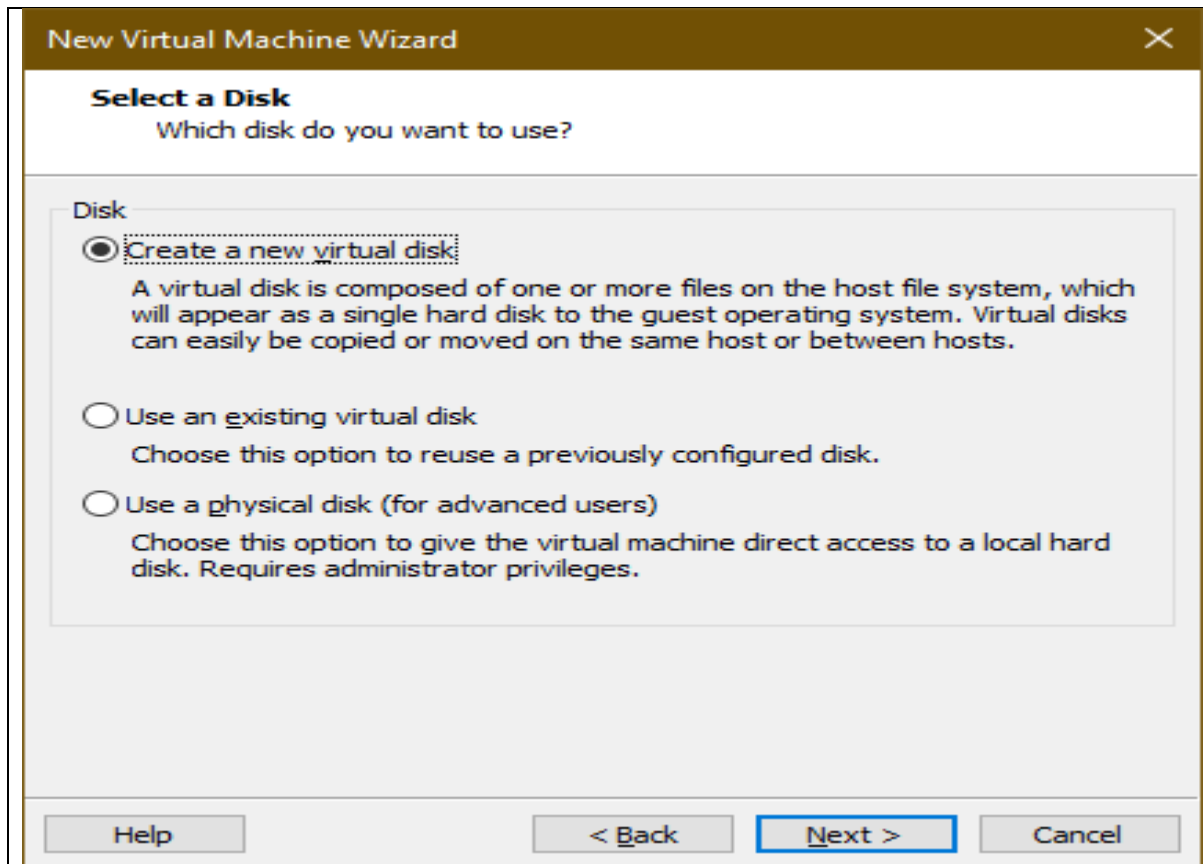 New Virtual Machine Wizard
Select a Disk
Which disk do you want to use?
Disk
Create a new virtual disk
A virtual disk is composed of one or more files on the host file system, which
will appear as a single hard disk to the guest operating system. Virtual disks
can easily be copied or moved on the same host or between hosts.
Use an existing virtual disk
Choose this option to reuse a previously configured disk.
Use a physical disk (for advanced users)
Choose this option to give the virtual machine direct access to a local hard
disk. Requires administrator privileges.
Help < Back Next > Cancel